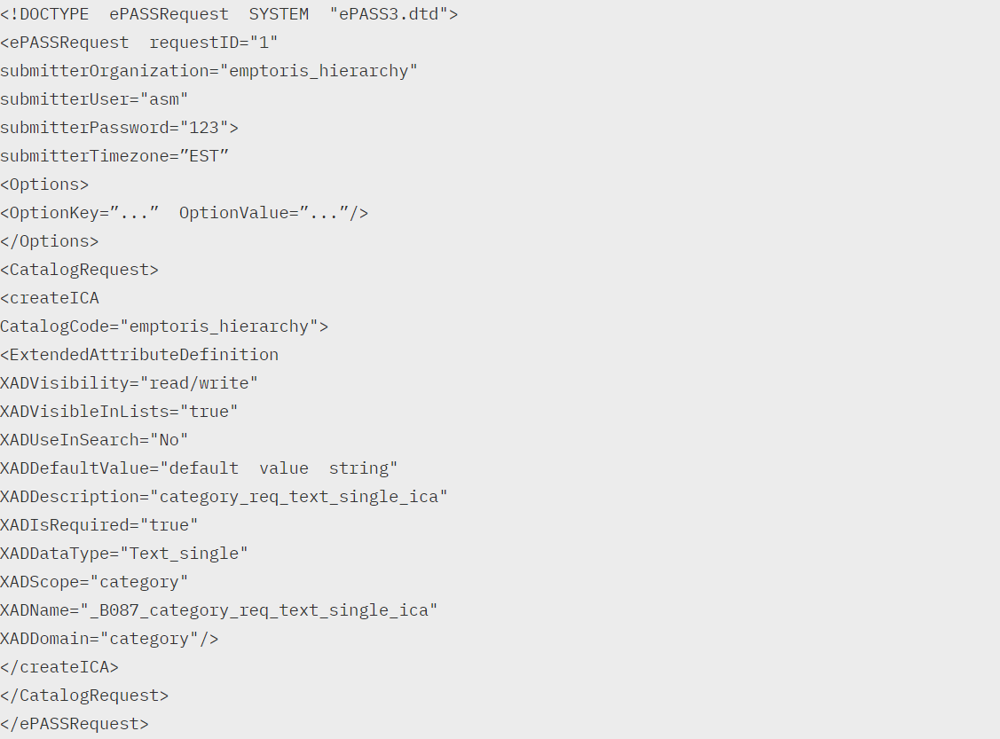 <!DOCTYPE ePASSRequest SYSTEM "ePASS3.dtd">
<ePASSRequest requestID="1"
submitterOrganization="emptoris_hierarchy"
submitterUser="asm"
submitterPassword="123">
submitterTimezone=”EST”
<Options>
<OptionKey=”...” OptionValue=”...”/>
</Options>
<CatalogRequest>
<createICA
CatalogCode="emptoris_hierarchy">
<ExtendedAttributeDefinition
XADVisibility="read/write"
XADVisibleInLists="true"
XADUseInSearch="No"
XADDefaultValue="default value string"
XADDescription="category_req_text_single_ica"
XADIsRequired="true"
XADDataType="Text_single"
XADScope="category"
XADName="_B087_category_req_text_single_ica"
XADDomain="category"/>
</createICA>
</CatalogRequest>
</ePASSRequest>